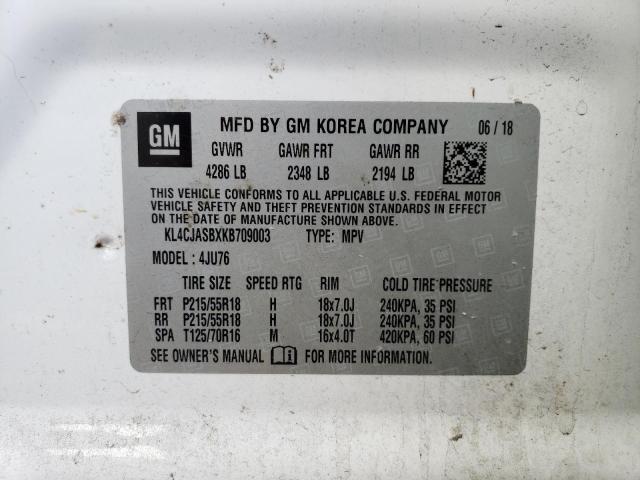 GM MFD BY GM KOREA COMPANY 06 / 18
GVWR GAWR FRT GAWR RR
4286 LB 2348 LB 2194 LB
THIS VEHICLE CONFORMS TO ALL APPLICABLE U.S. FEDERAL MOTOR
VEHICLE SAFETY AND THEFT PREVENTION STANDARDS IN EFFECT
ON THE DATE OF MANUFACTURE SHOWN ABOVE.
KL4CJASBXKB709003 TYPE: MPV
MODEL : 4JU76
TIRE SIZE SPEED RTG RIM COLD TIRE PRESSURE
FRT P215/55R18 H 18x7.0J 240KPA, 35 PSI
RR P215/55R18 H 18x7.0J 240KPA, 35 PSI
SPA T125/70R16 M 16x4.0T 420KPA, 60 PSI
SEE OWNER'S MANUAL FOR MORE INFORMATION.